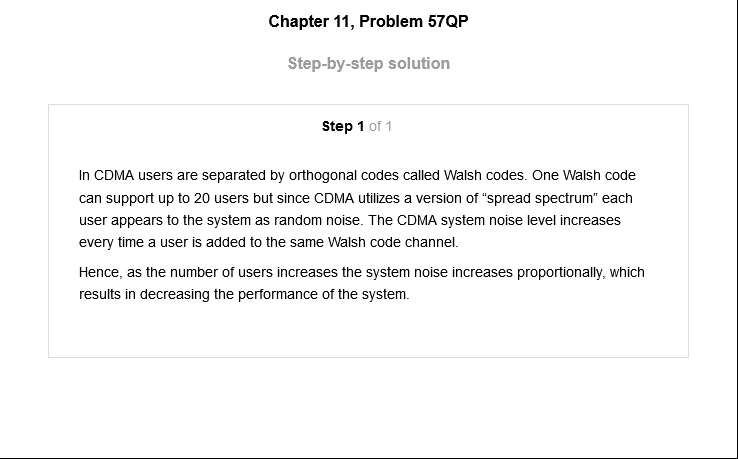 Chapter 11, Problem 57QP
Step-by-step solution
Step 1 of 1
In CDMA users are separated by orthogonal codes called Walsh codes. One Walsh code
can support up to 20 users but since CDMA utilizes a version of “spread spectrum” each
user appears to the system as random noise. The CDMA system noise level increases
every time a user is added to the same Walsh code channel.
Hence, as the number of users increases the system noise increases proportionally, which
results in decreasing the performance of the system.